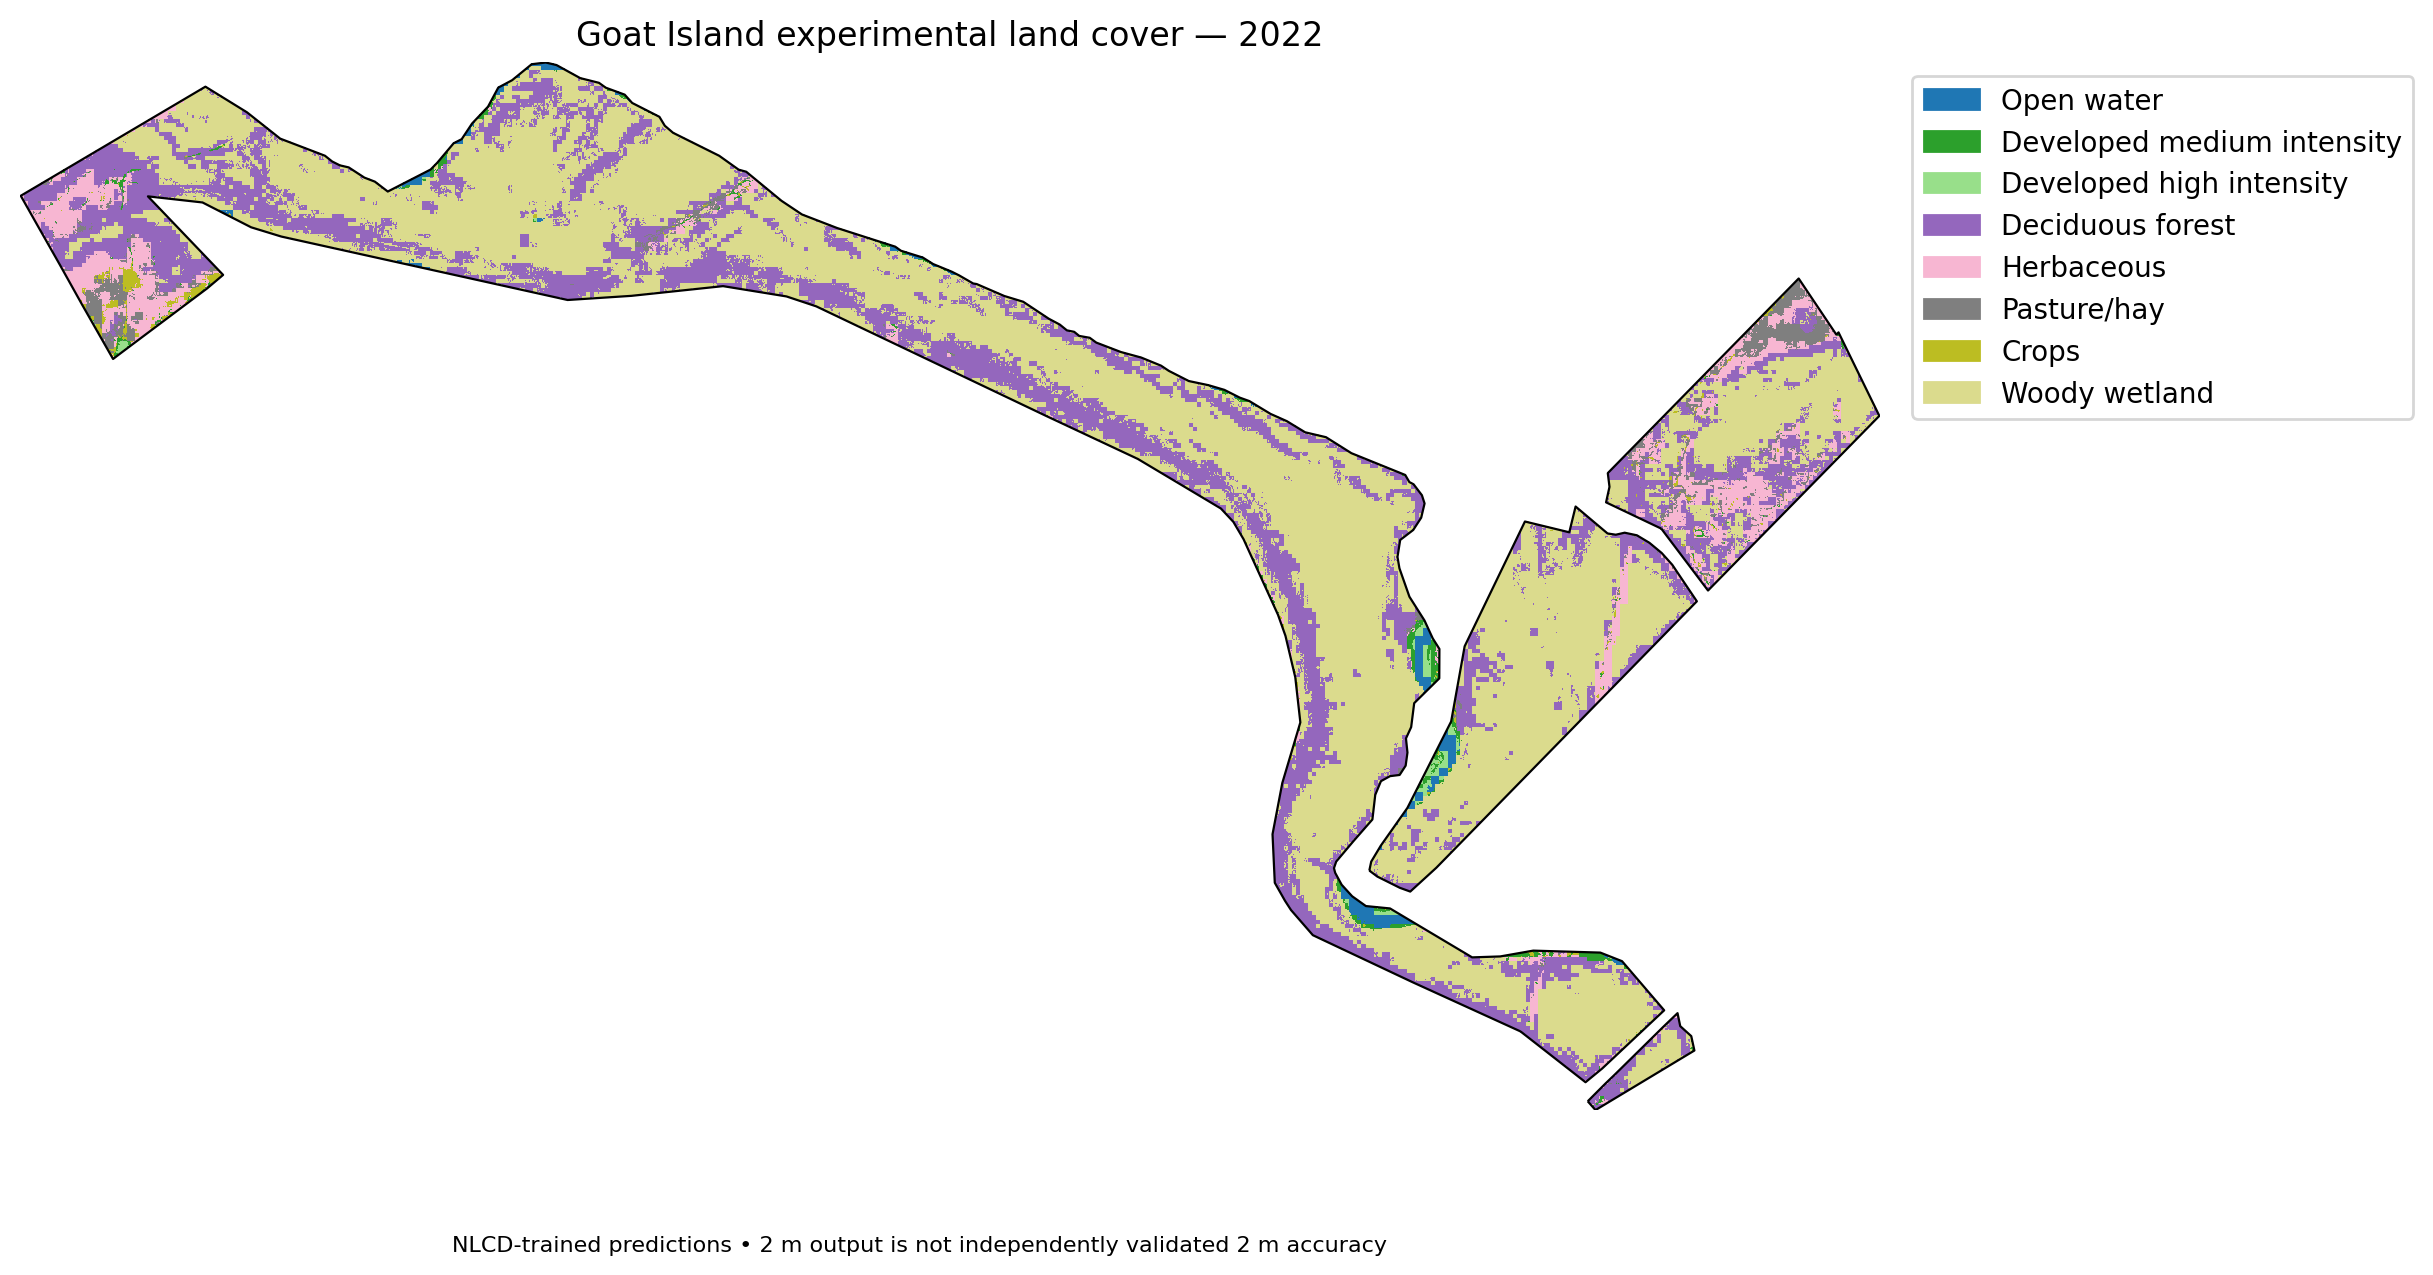 Goat Island experimental land cover — 2022
Open water
Developed medium intensity
Developed high intensity
Deciduous forest
Herbaceous
Pasture/hay
Crops
Woody wetland
NLCD-trained predictions • 2 m output is not independently validated 2 m accuracy